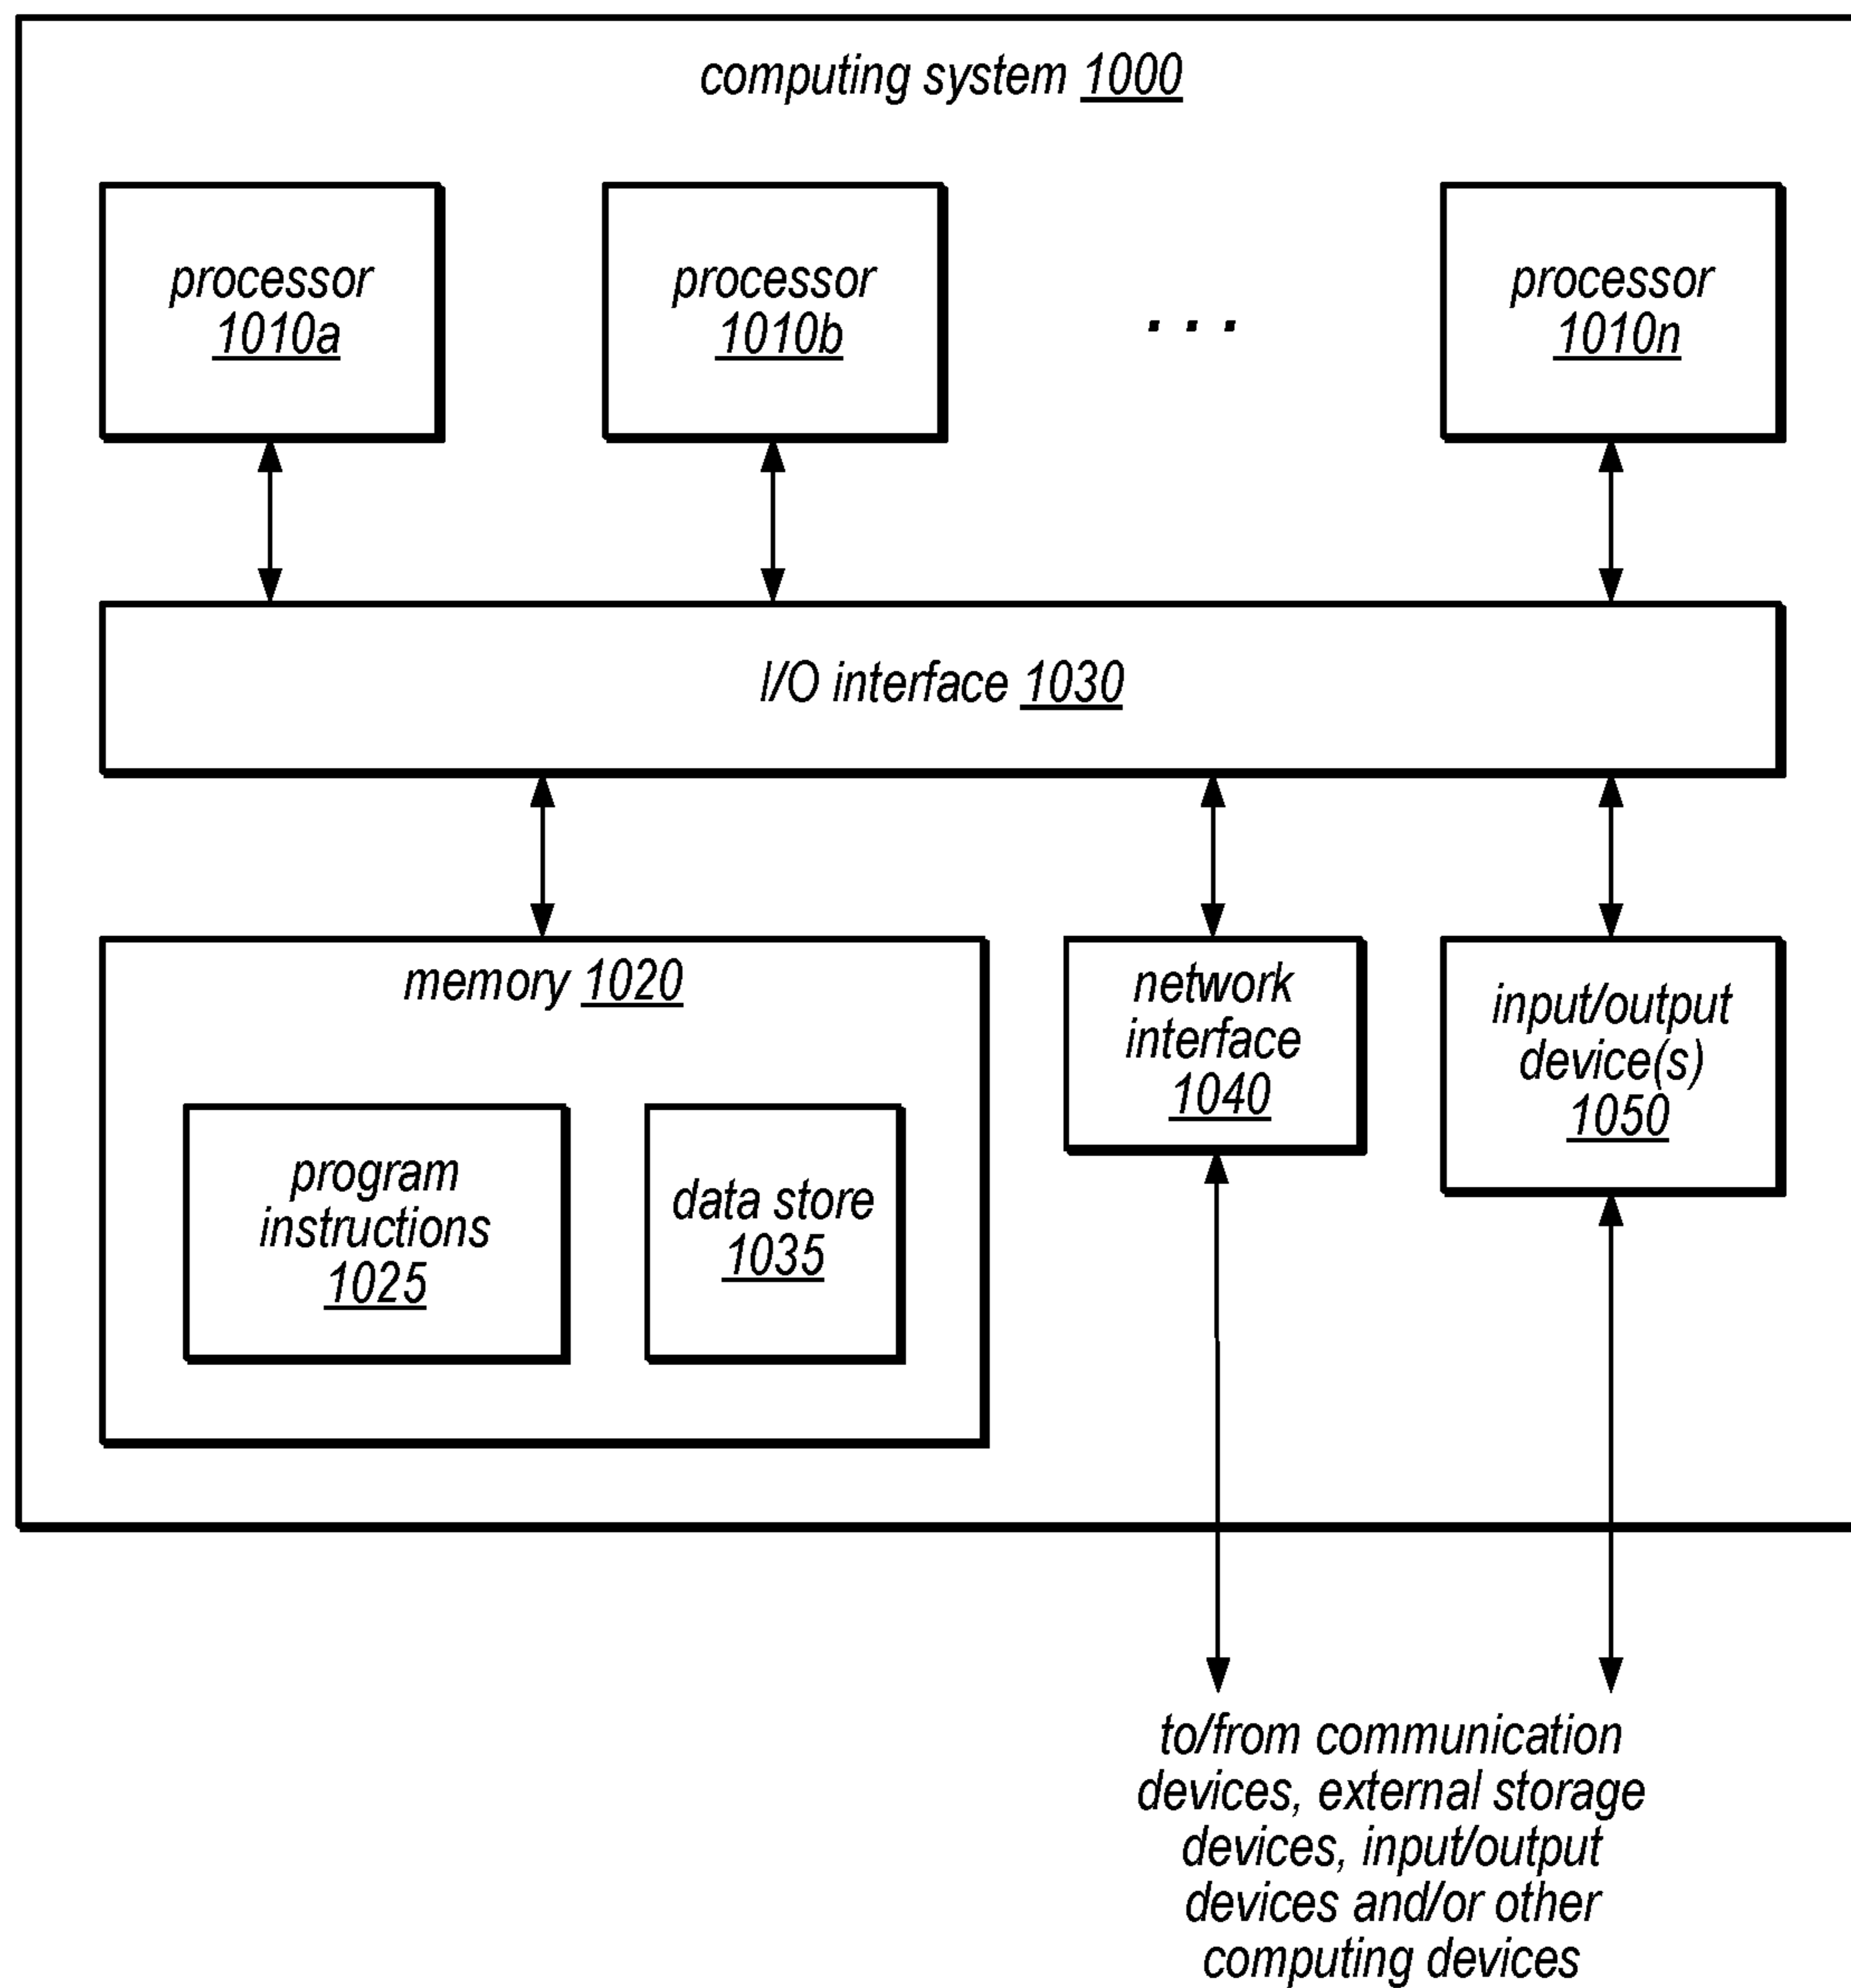 computing system 1000
processor
1010a
processor
1010b
. . .
processor
1010n
I/O interface 1030
memory 1020
program
instructions
1025
data store
1035
network
interface
1040
input/output
device(s)
1050
to/from communication
devices, external storage
devices, input/output
devices and/or other
computing devices